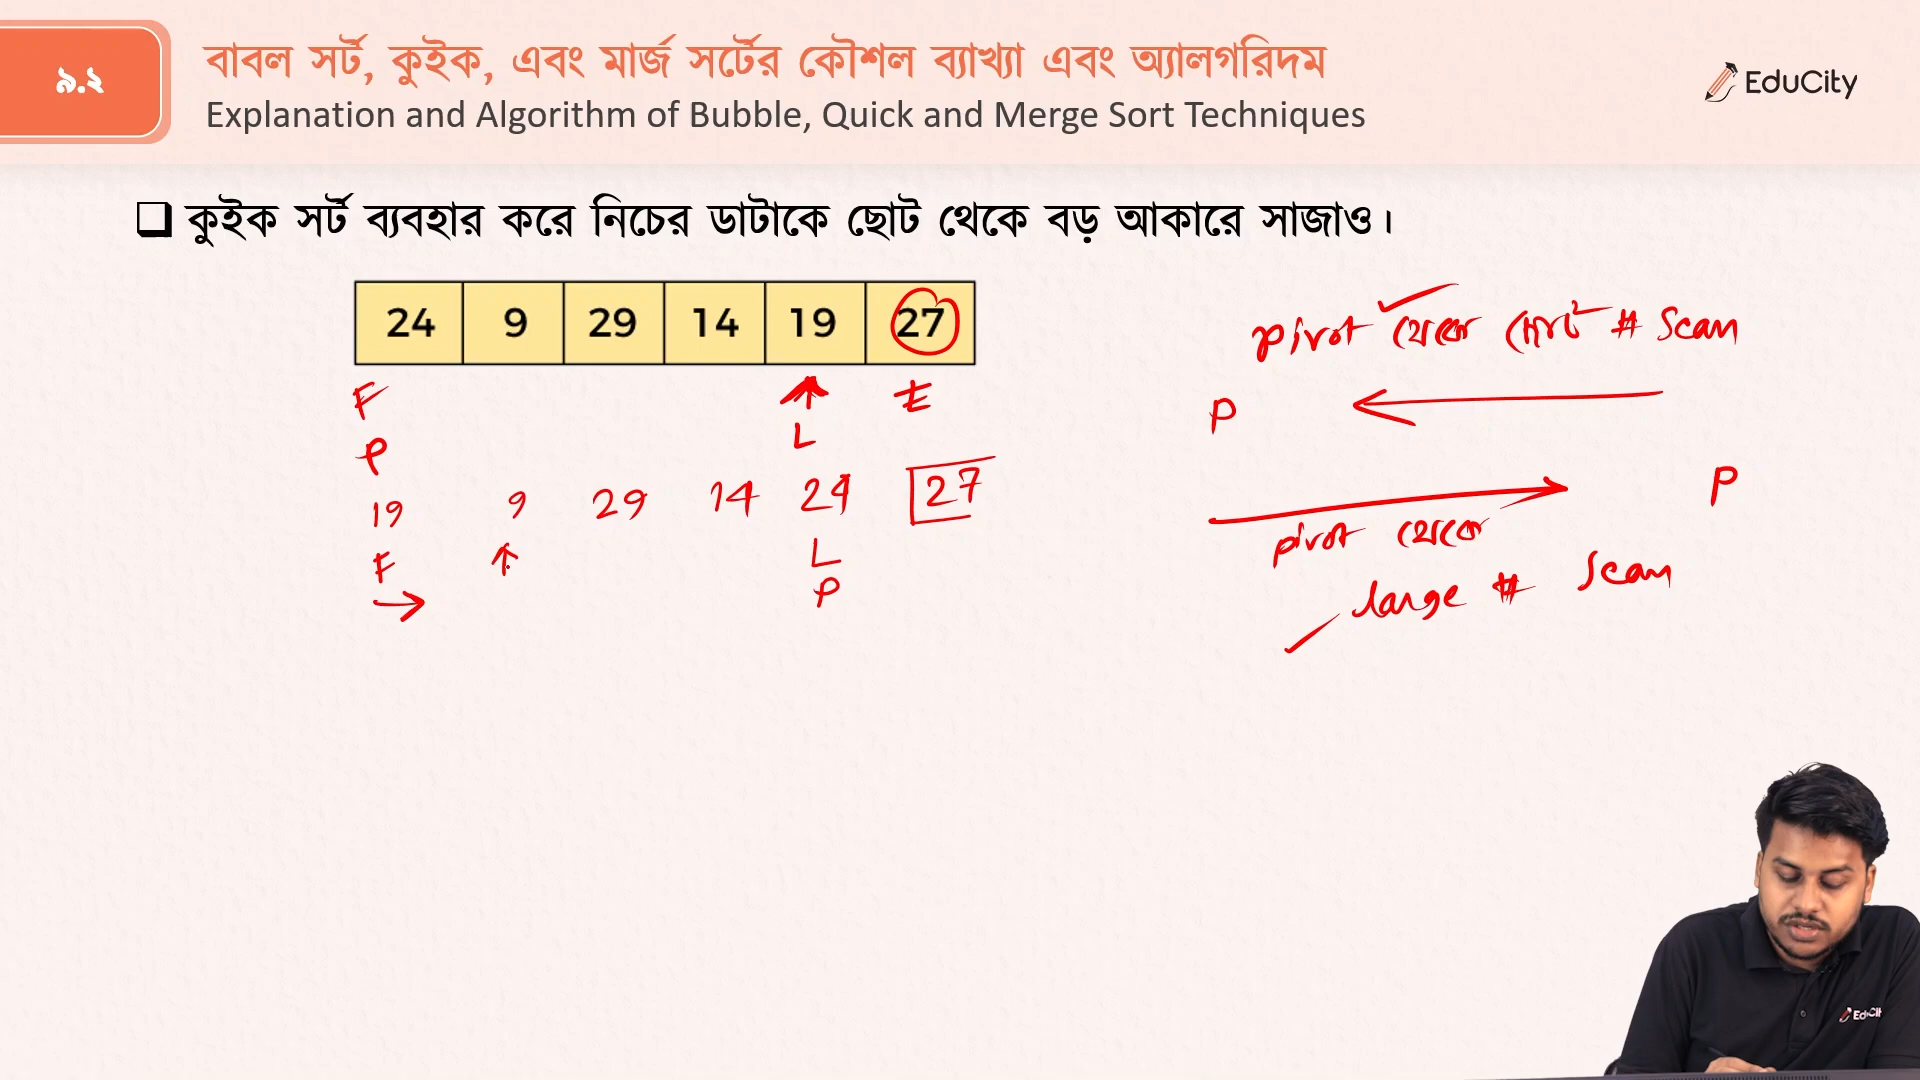 ৯.২
বাবল সর্ট, কুইক, এবং মার্জ সর্টের কৌশল ব্যাখ্যা এবং অ্যালগরিদম
Explanation and Algorithm of Bubble, Quick and Merge Sort Techniques
EduCity
কুইক সর্ট ব্যবহার করে নিচের ডাটাকে ছোট থেকে বড় আকারে সাজাও।
24 9 29 14 19 27
F L E
P
19 9 29 14 24 27
F L
P
pivot থেকে ছোট # Scan
P
P
pivot থেকে
large # Scan